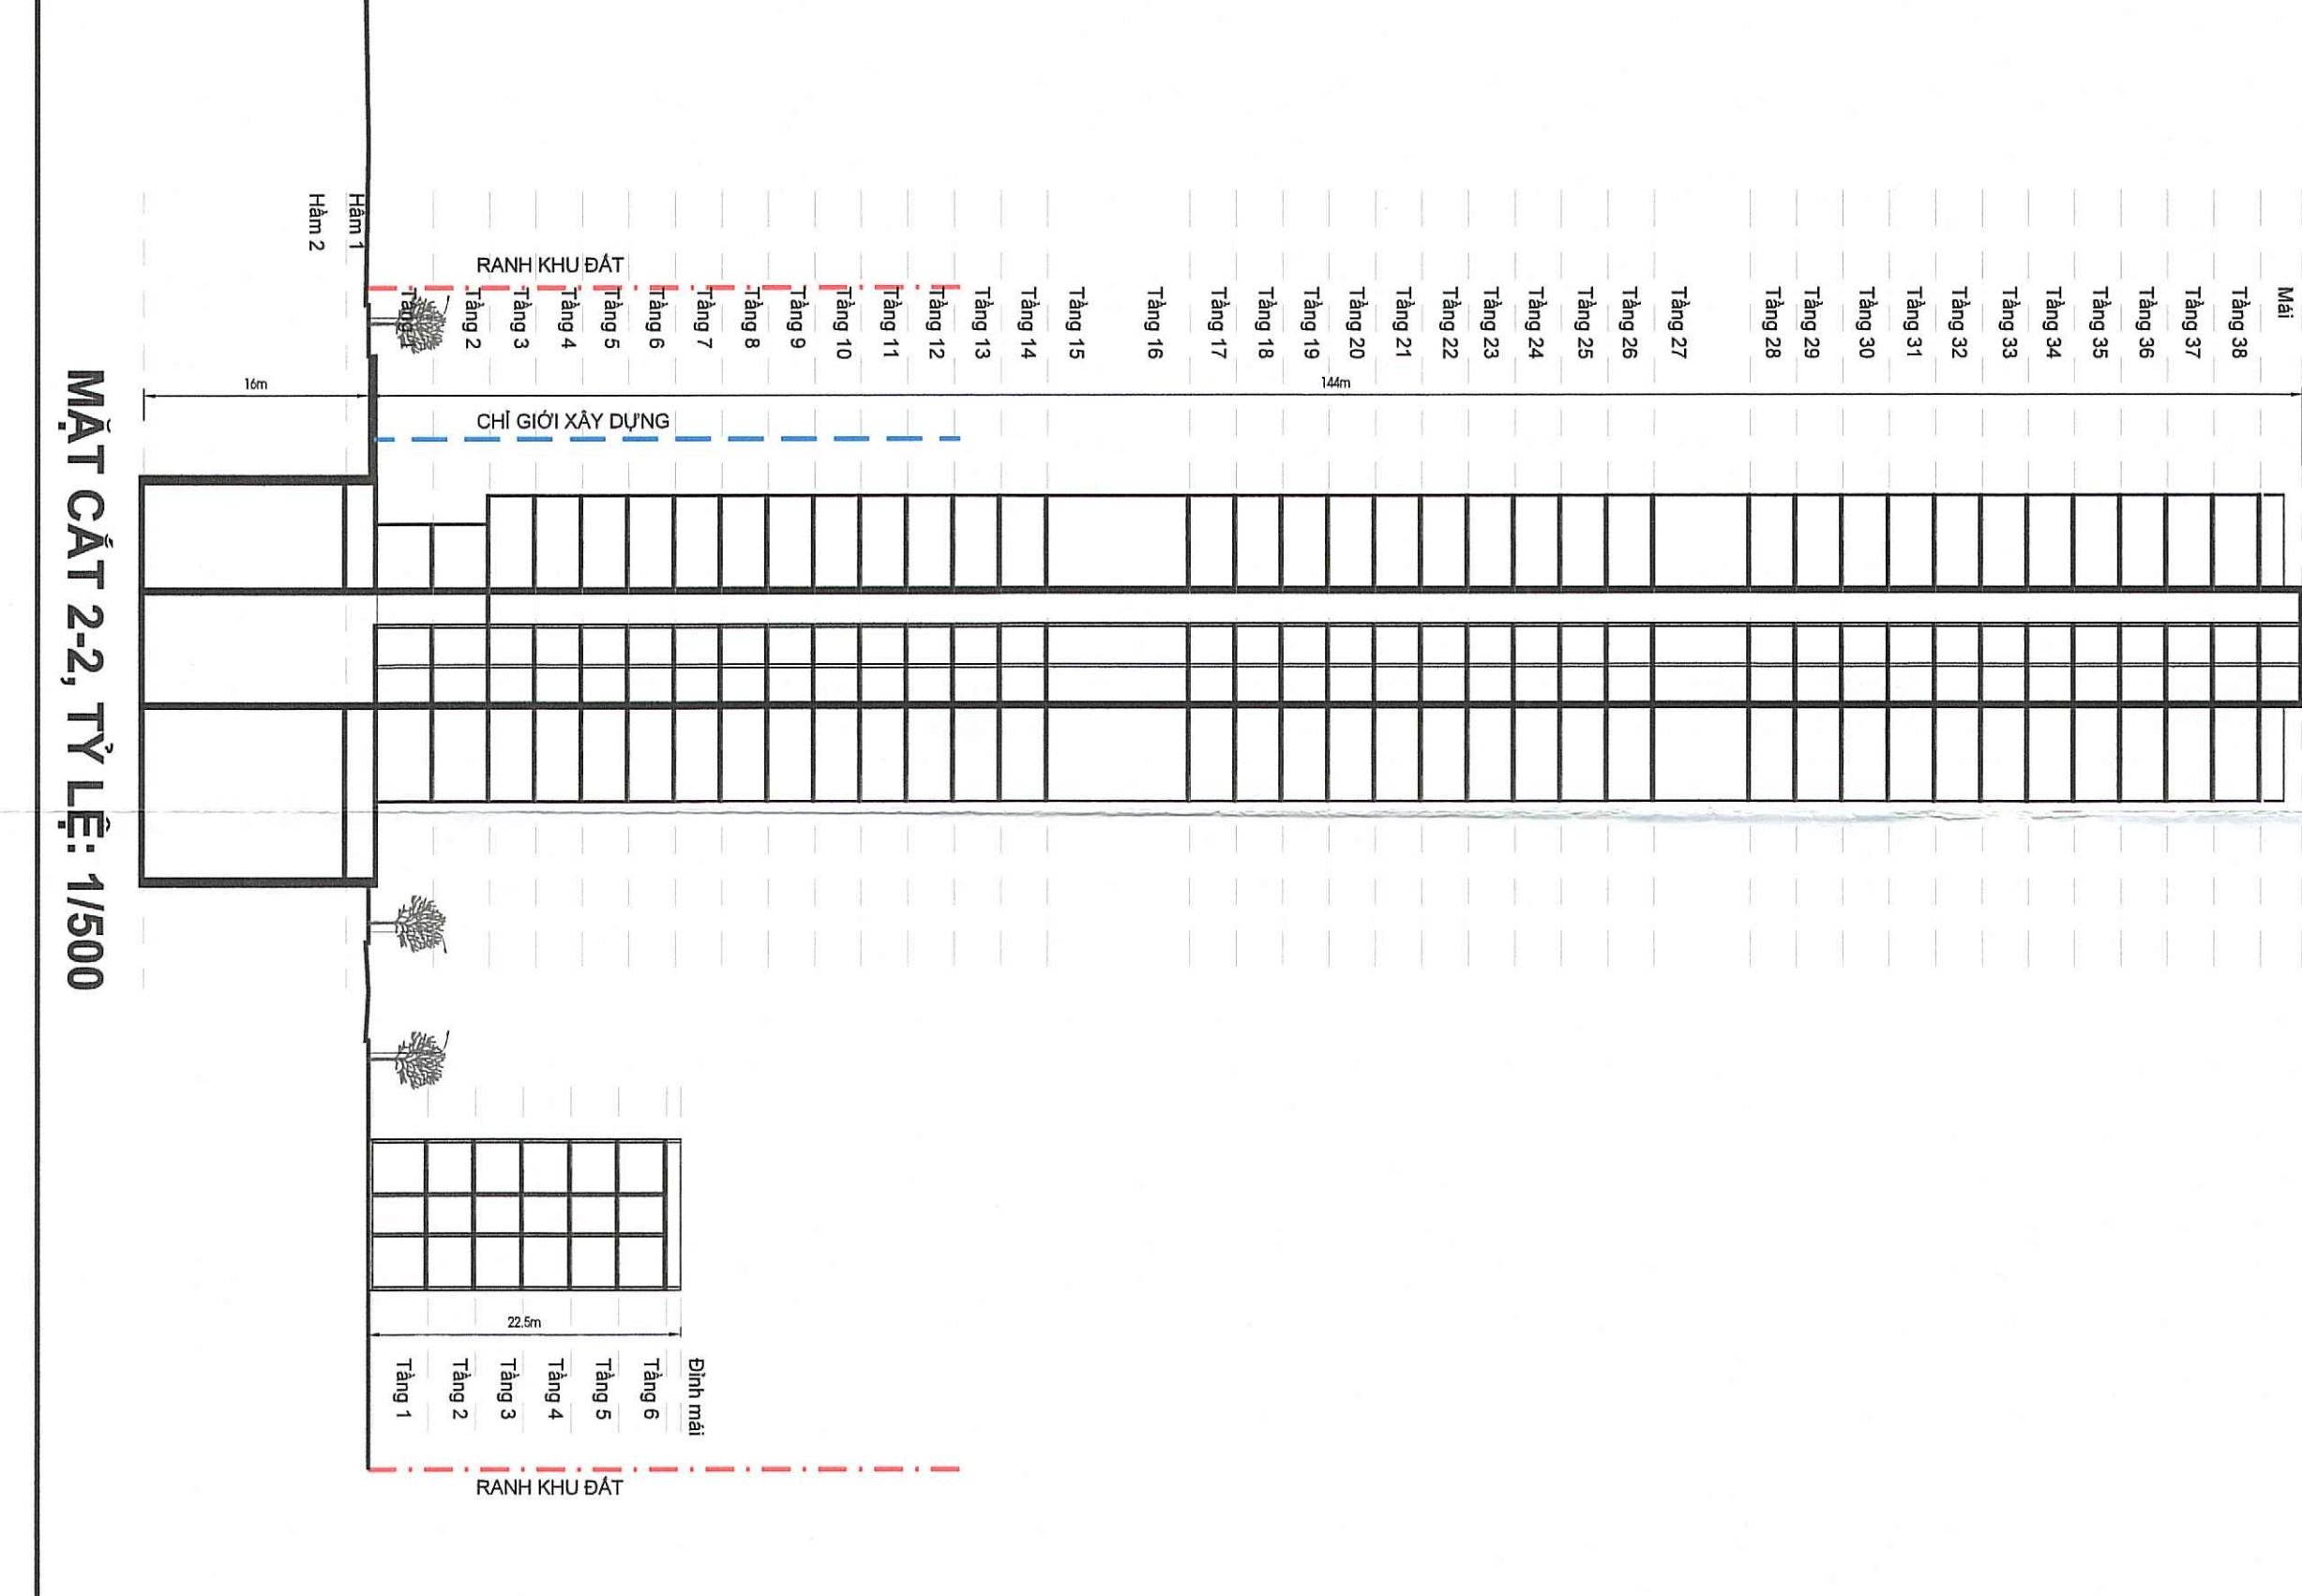 Mái
Tầng 38
Tầng 37
Tầng 36
Tầng 35
Tầng 34
Tầng 33
Tầng 32
Tầng 31
Tầng 30
Tầng 29
Tầng 28
Tầng 27
Tầng 26
Tầng 25
Tầng 24
Tầng 23
Tầng 22
Tầng 21
Tầng 20
Tầng 19
Tầng 18
Tầng 17
Tầng 16
Tầng 15
Tầng 14
Tầng 13
Tầng 12
Tầng 11
Tầng 10
Tầng 9
Tầng 8
Tầng 7
Tầng 6
Tầng 5
Tầng 4
Tầng 3
Tầng 2
Tầng 1
Hầm 1
Hầm 2
RANH KHU ĐẤT
144m
16m
CHỈ GIỚI XÂY DỰNG
22.5m
Đỉnh mái
Tầng 6
Tầng 5
Tầng 4
Tầng 3
Tầng 2
Tầng 1
RANH KHU ĐẤT
MẶT CẮT 2-2, TỶ LỆ: 1/500